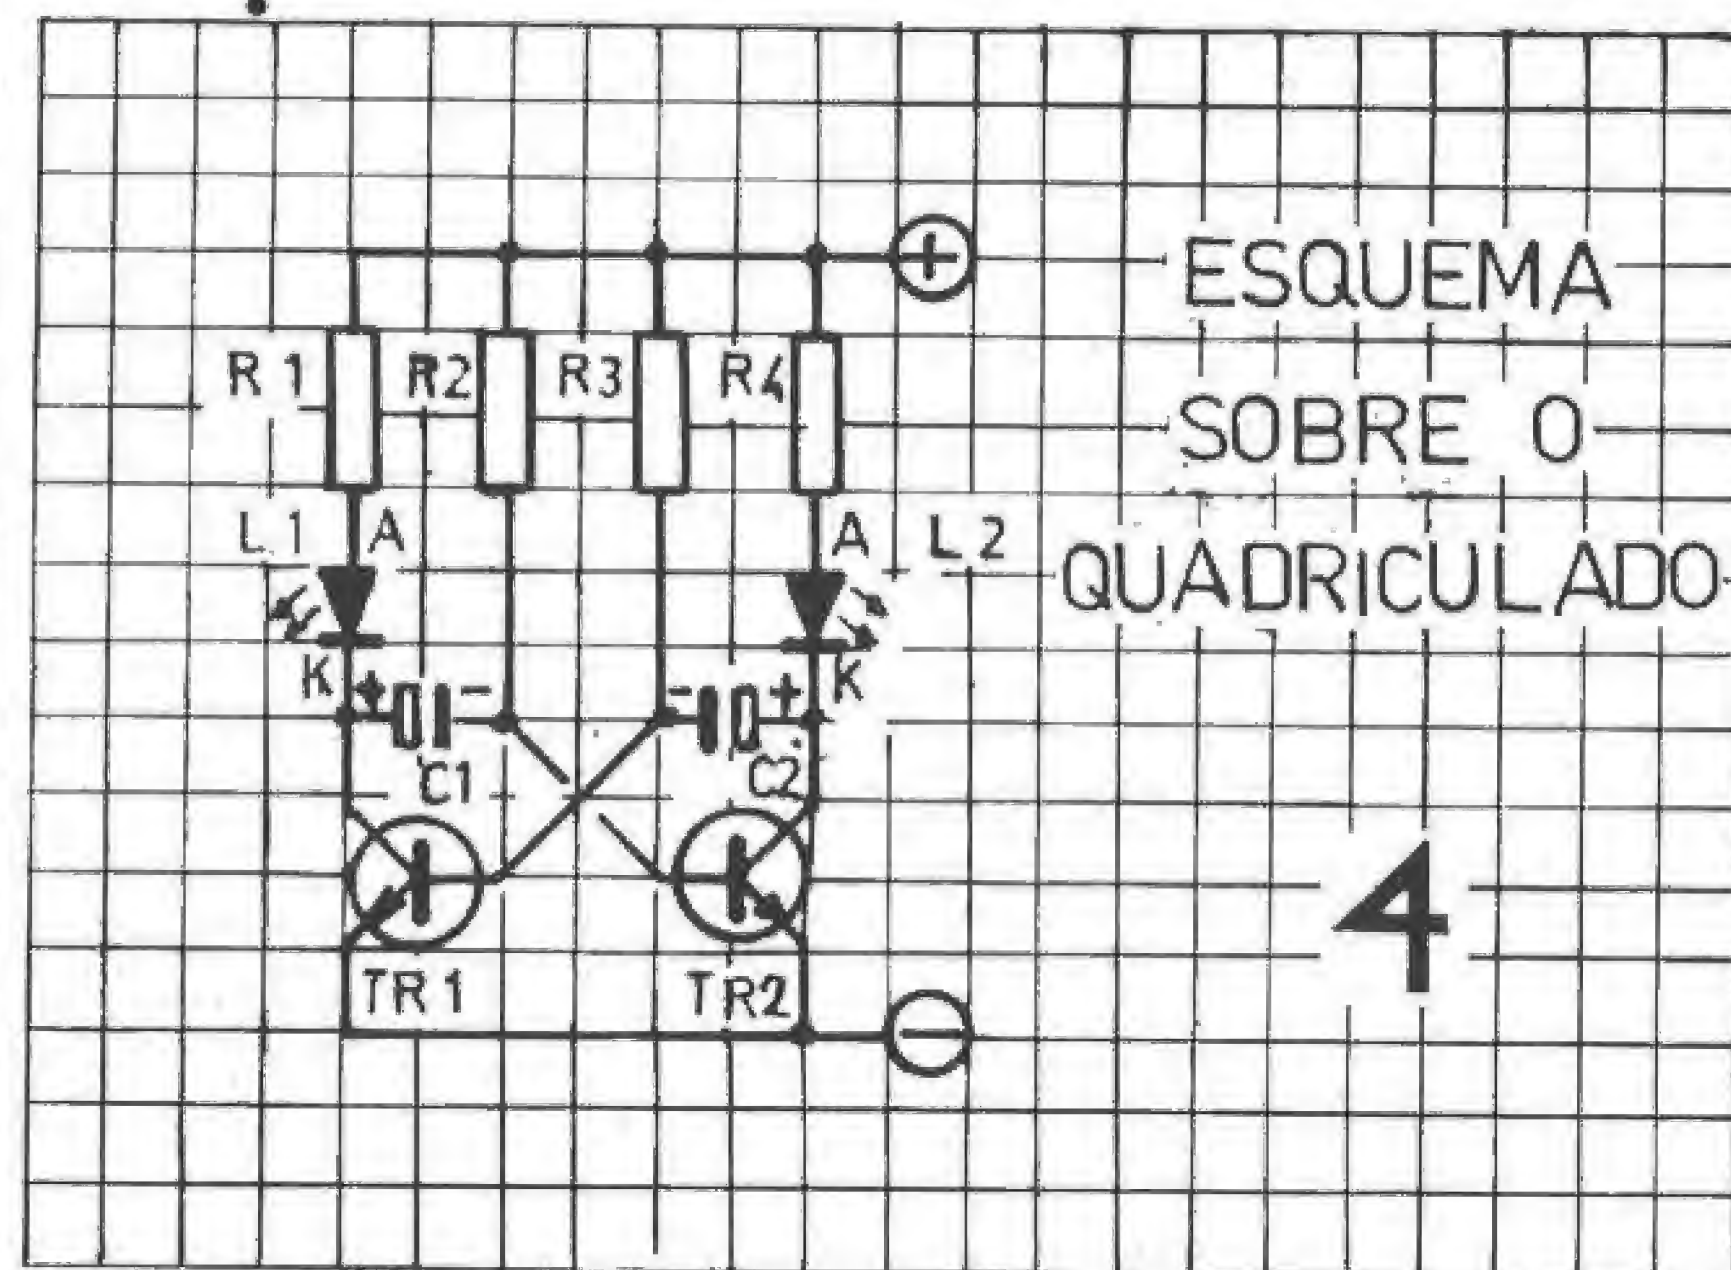 +
ESQUEMA
R1 R2 R3 R4
SOBRE O
L1 A A L2
QUADRICULADO
K + - - + K
C1 C2
4
TR1 TR2
-